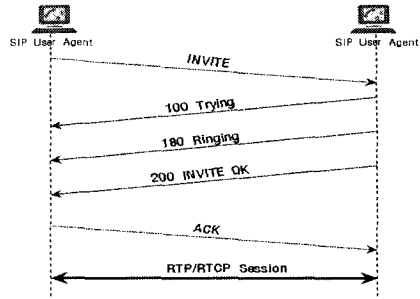 SIP User Agent
SIP User Agent
INVITE
100 Trying
180 Ringing
200 INVITE OK
ACK
RTP/RTCP Session